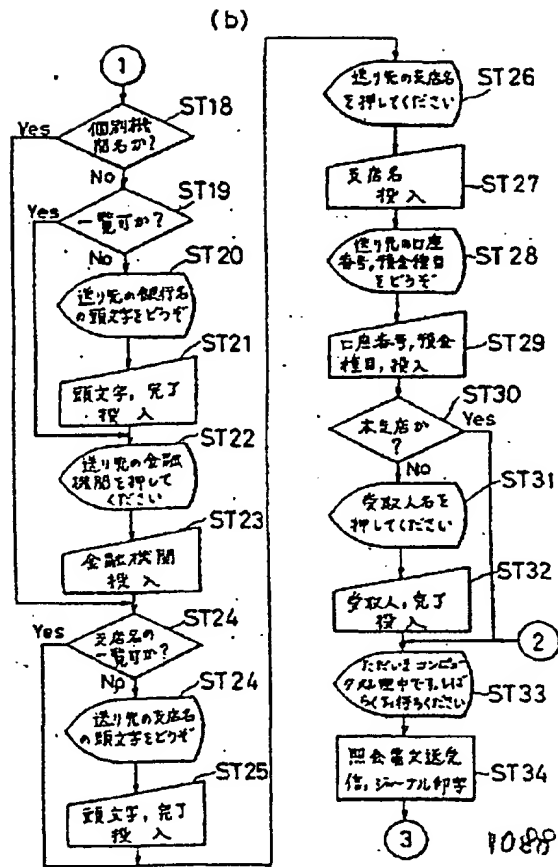 (b)
1
ST18
個別機
関名か?
Yes
No
ST19
一覧可か?
Yes
No
ST20
送り先の銀行名
の頭文字をどうぞ
ST21
頭文字,完了
投入
ST22
送り先の金融
機関を押して
ください
ST23
金融機関
投入
ST24
支店名の
一覧可か?
Yes
No
ST24
送り先の支店名
の頭文字をどうぞ
ST25
頭文字,完了
投入
ST26
送り先の支店名
を押してください
ST27
支店名
投入
ST28
送り先の口座
番号,預金種目
をどうぞ
ST29
口座番号,預金
種目,投入
ST30
本支店か
?
Yes
No
ST31
受取人名を
押してください
ST32
受取人,完了
投入
2
ST33
ただいまコンピュー
タ処理中です。しば
らくお待ちください
ST34
照会電文送受
信,ジャーナル印字
3